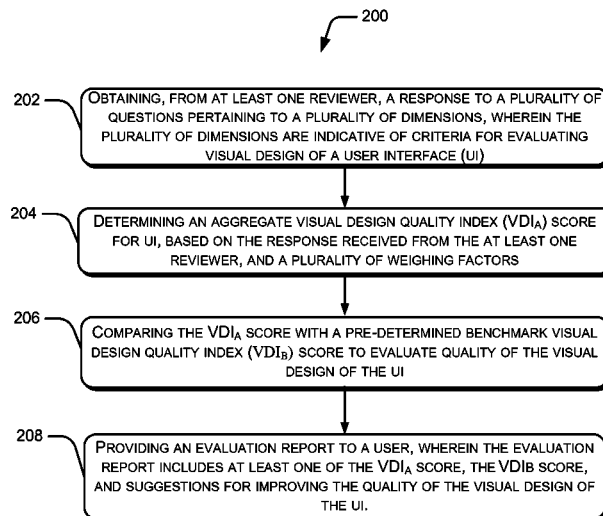 200
202
OBTAINING, FROM AT LEAST ONE REVIEWER, A RESPONSE TO A PLURALITY OF
QUESTIONS PERTAINING TO A PLURALITY OF DIMENSIONS, WHEREIN THE
PLURALITY OF DIMENSIONS ARE INDICATIVE OF CRITERIA FOR EVALUATING
VISUAL DESIGN OF A USER INTERFACE (UI)
204
DETERMINING AN AGGREGATE VISUAL DESIGN QUALITY INDEX (VDIA) SCORE
FOR UI, BASED ON THE RESPONSE RECEIVED FROM THE AT LEAST ONE
REVIEWER, AND A PLURALITY OF WEIGHING FACTORS
206
COMPARING THE VDIA SCORE WITH A PRE-DETERMINED BENCHMARK VISUAL
DESIGN QUALITY INDEX (VDIB) SCORE TO EVALUATE QUALITY OF THE VISUAL
DESIGN OF THE UI
208
PROVIDING AN EVALUATION REPORT TO A USER, WHEREIN THE EVALUATION
REPORT INCLUDES AT LEAST ONE OF THE VDIA SCORE, THE VDIB SCORE,
AND SUGGESTIONS FOR IMPROVING THE QUALITY OF THE VISUAL DESIGN OF
THE UI.